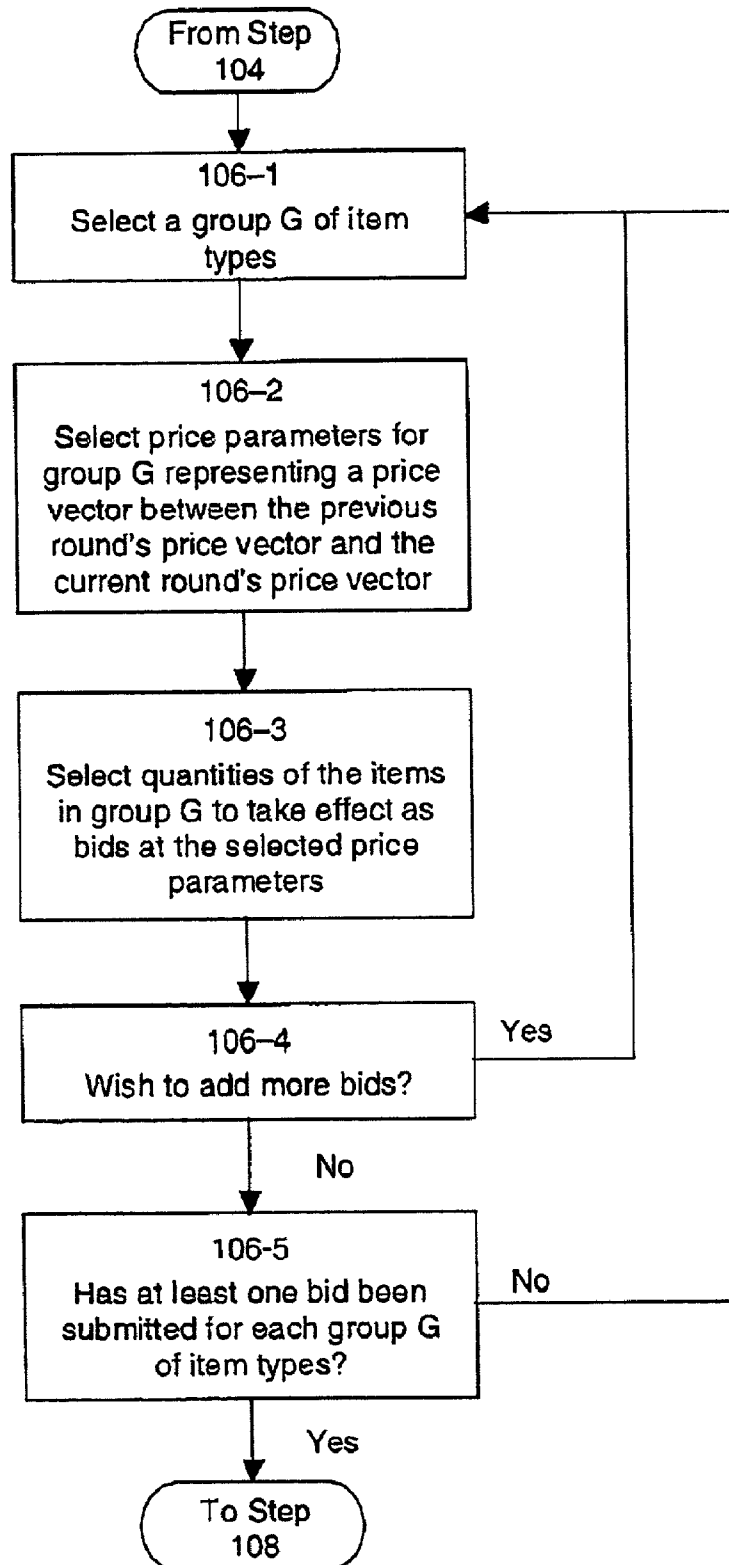 From Step
104
106–1
Select a group G of item
types
106–2
Select price parameters for
group G representing a price
vector between the previous
round's price vector and the
current round's price vector
106–3
Select quantities of the items
in group G to take effect as
bids at the selected price
parameters
106–4
Wish to add more bids?
Yes
No
106-5
Has at least one bid been
submitted for each group G
of item types?
No
Yes
To Step
108